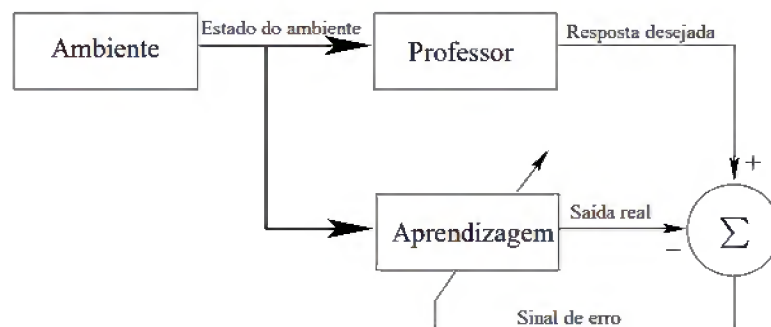 Ambiente
Estado do ambiente
Professor
Resposta desejada
+
Aprendizagem
Saída real
−
Σ
Sinal de erro